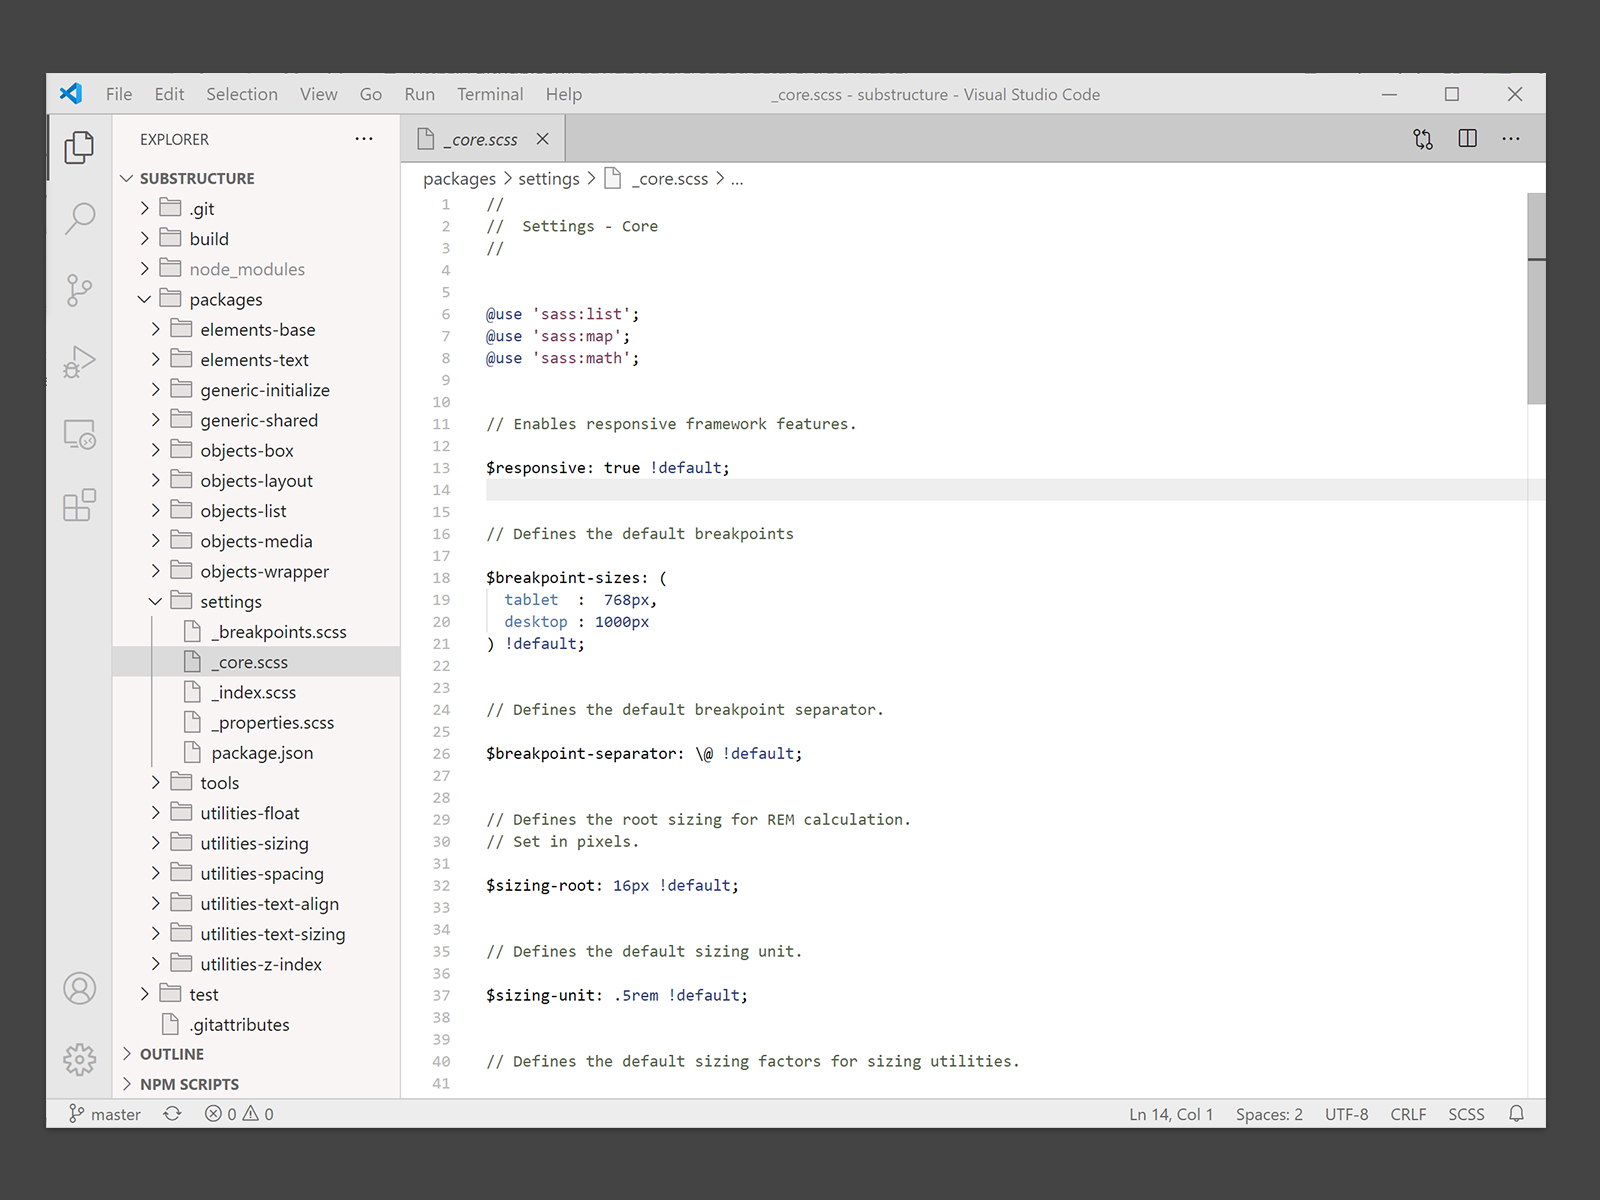 File Edit Selection View Go Run Terminal Help
_core.scss - substructure - Visual Studio Code
EXPLORER
SUBSTRUCTURE
.git
build
node_modules
packages
elements-base
elements-text
generic-initialize
generic-shared
objects-box
objects-layout
objects-list
objects-media
objects-wrapper
settings
_breakpoints.scss
_core.scss
_index.scss
_properties.scss
package.json
tools
utilities-float
utilities-sizing
utilities-spacing
utilities-text-align
utilities-text-sizing
utilities-z-index
test
.gitattributes
OUTLINE
NPM SCRIPTS
_core.scss
packages > settings > _core.scss > ...
1 //
2 //  Settings - Core
3 //
4
5
6 @use 'sass:list';
7 @use 'sass:map';
8 @use 'sass:math';
9
10
11 // Enables responsive framework features.
12
13 $responsive: true !default;
14
15
16 // Defines the default breakpoints
17
18 $breakpoint-sizes: (
19   tablet  :  768px,
20   desktop : 1000px
21 ) !default;
22
23
24 // Defines the default breakpoint separator.
25
26 $breakpoint-separator: \@ !default;
27
28
29 // Defines the root sizing for REM calculation.
30 // Set in pixels.
31
32 $sizing-root: 16px !default;
33
34
35 // Defines the default sizing unit.
36
37 $sizing-unit: .5rem !default;
38
39
40 // Defines the default sizing factors for sizing utilities.
41
master 0 0
Ln 14, Col 1 Spaces: 2 UTF-8 CRLF SCSS